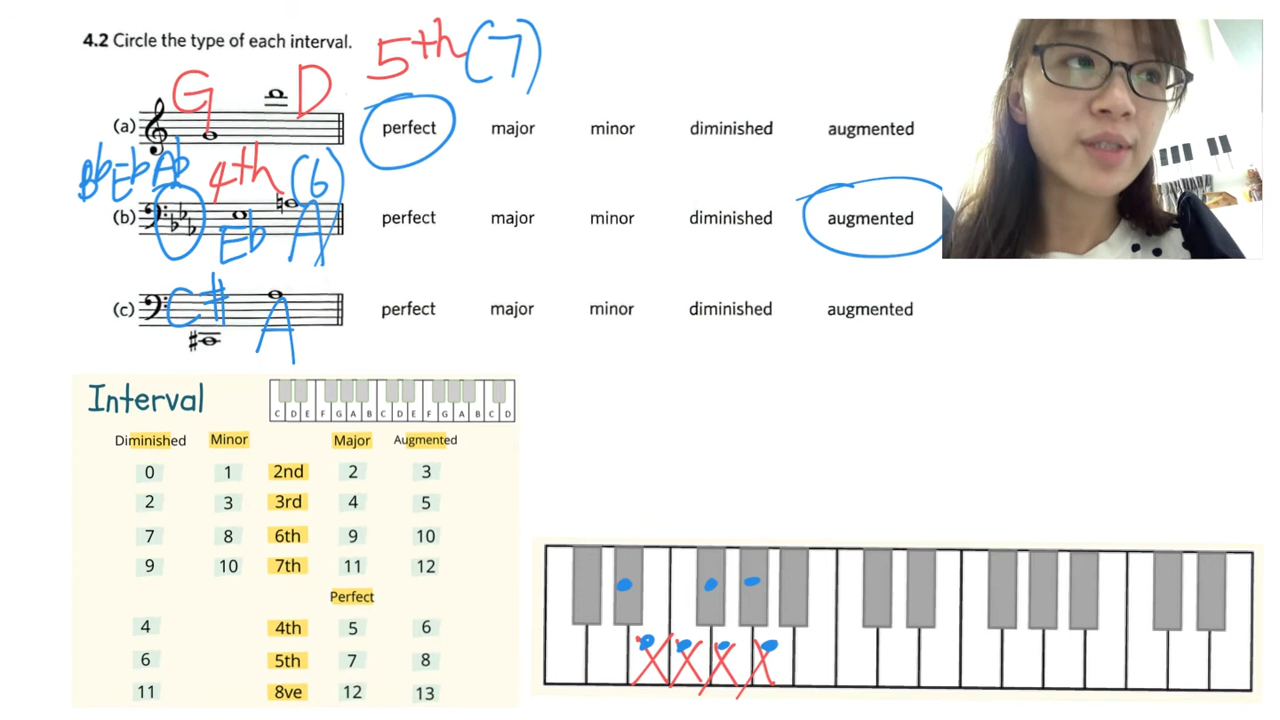 4.2 Circle the type of each interval. 5th (7)
G D
(a) perfect major minor diminished augmented
Bb Eb Ab 4th (6)
(b) Eb A perfect major minor diminished augmented
(c) C# A perfect major minor diminished augmented
Interval
C D E F G A B C D E F G A B C D
Diminished Minor Major Augmented
0 1 2nd 2 3
2 3 3rd 4 5
7 8 6th 9 10
9 10 7th 11 12
Perfect
4 4th 5 6
6 5th 7 8
11 8ve 12 13